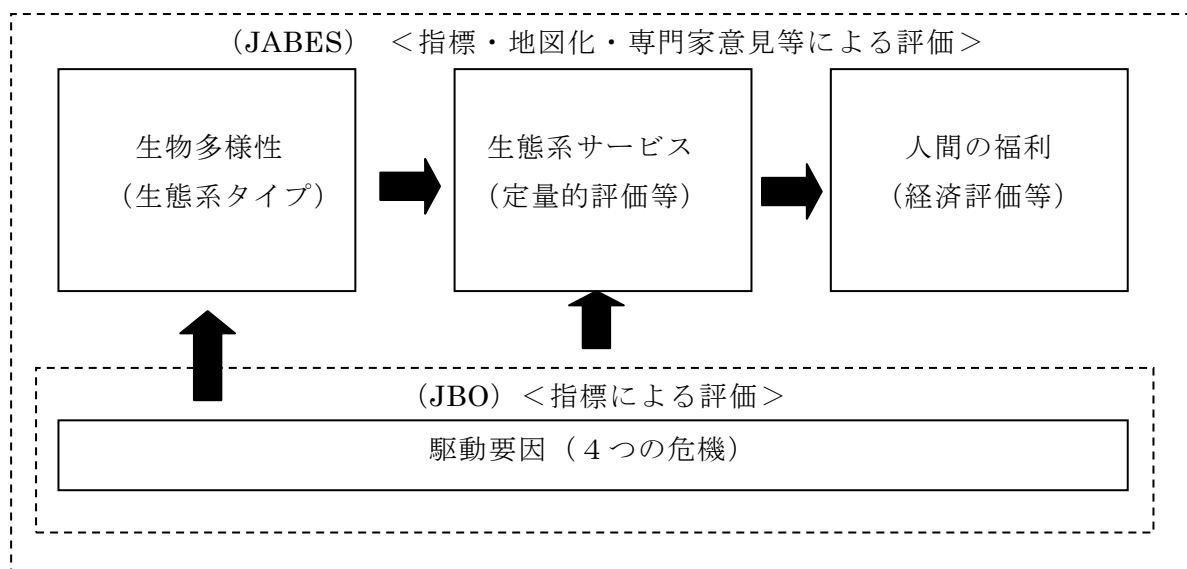 （JABES） ＜指標・地図化・専門家意見等による評価＞
生物多様性
（生態系タイプ）
生態系サービス
（定量的評価等）
人間の福利
（経済評価等）
（JBO）＜指標による評価＞
駆動要因（４つの危機）